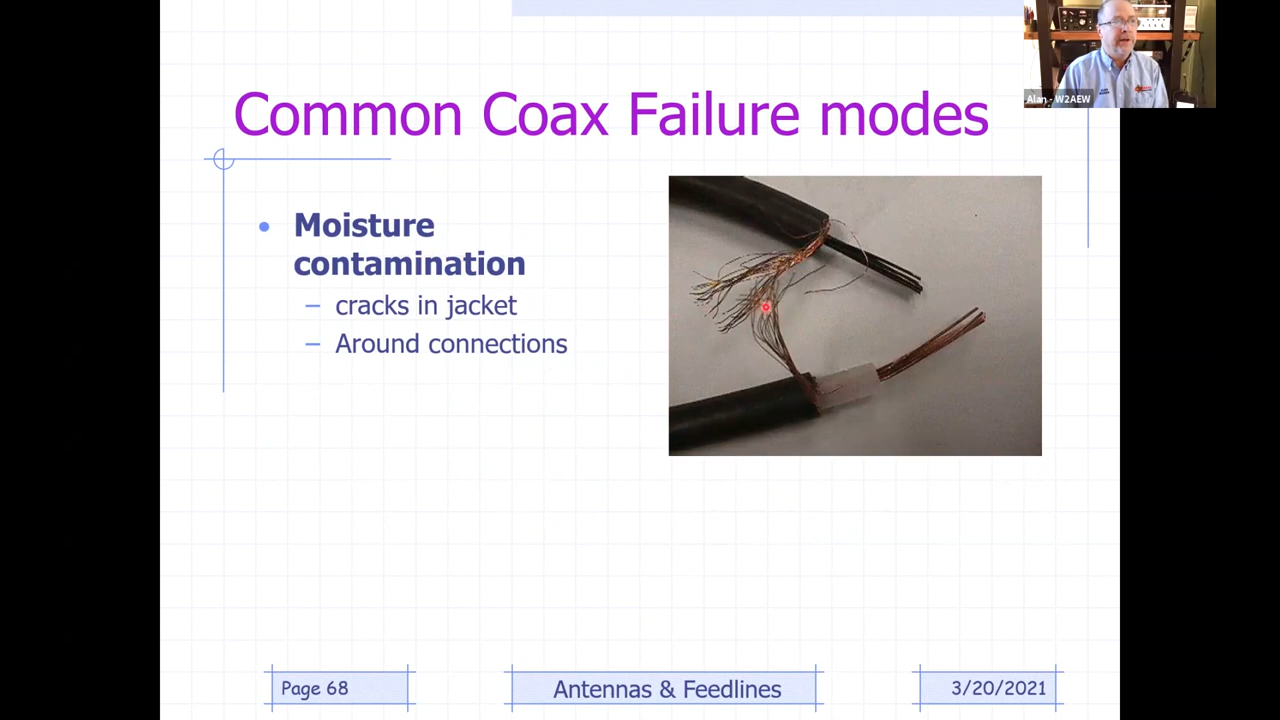 Common Coax Failure modes
Alan - W2AEW
• Moisture
contamination
– cracks in jacket
– Around connections
Page 68
Antennas & Feedlines
3/20/2021